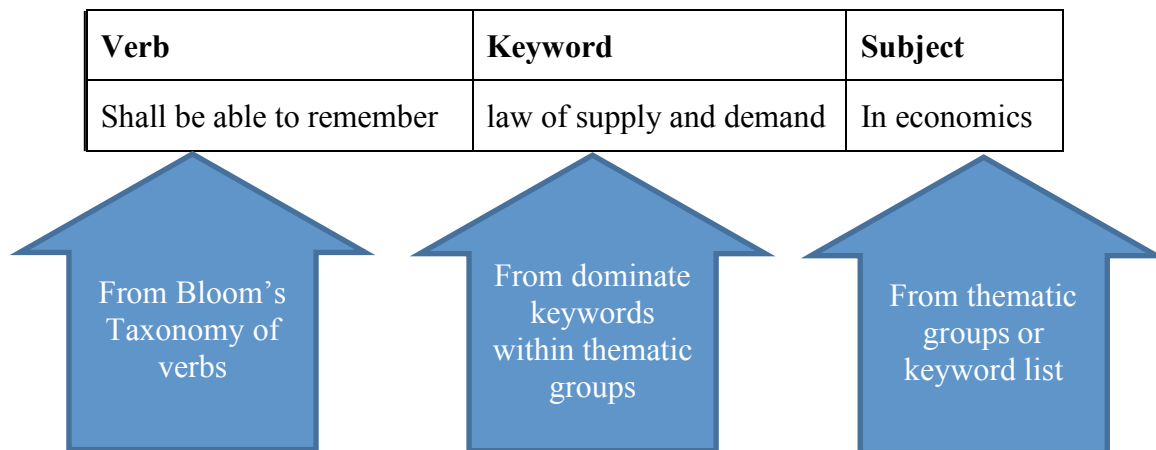 Verb Keyword Subject
Shall be able to remember law of supply and demand In economics
From Bloom’s
Taxonomy of
verbs
From dominate
keywords
within thematic
groups
From thematic
groups or
keyword list